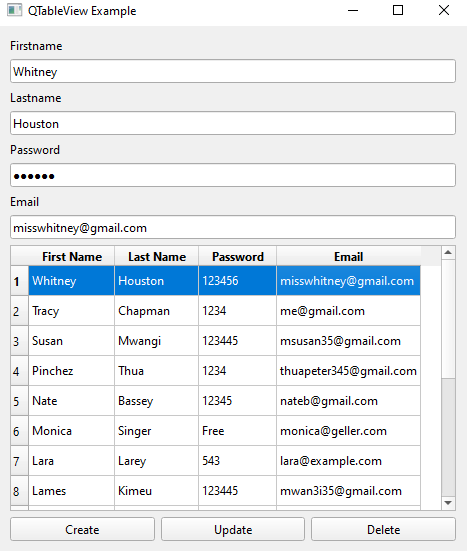 QTableView Example
Firstname
Whitney
Lastname
Houston
Password
●●●●●●
Email
misswhitney@gmail.com
First Name Last Name Password Email
1 Whitney Houston 123456 misswhitney@gmail.com
2 Tracy Chapman 1234 me@gmail.com
3 Susan Mwangi 123445 msusan35@gmail.com
4 Pinchez Thua 1234 thuapeter345@gmail.com
5 Nate Bassey 12345 nateb@gmail.com
6 Monica Singer Free monica@geller.com
7 Lara Larey 543 lara@example.com
8 Lames Kimeu 123445 mwan3i35@gmail.com
Create Update Delete